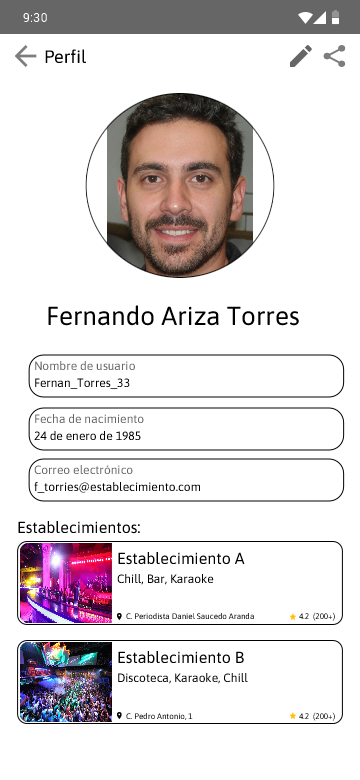 9:30
Perfil
Fernando Ariza Torres
Nombre de usuario
Fernan_Torres_33
Fecha de nacimiento
24 de enero de 1985
Correo electrónico
f_torries@establecimiento.com
Establecimientos:
Establecimiento A
Chill, Bar, Karaoke
C. Periodista Daniel Saucedo Aranda 4.2 (200+)
Establecimiento B
Discoteca, Karaoke, Chill
C. Pedro Antonio, 1 4.2 (200+)